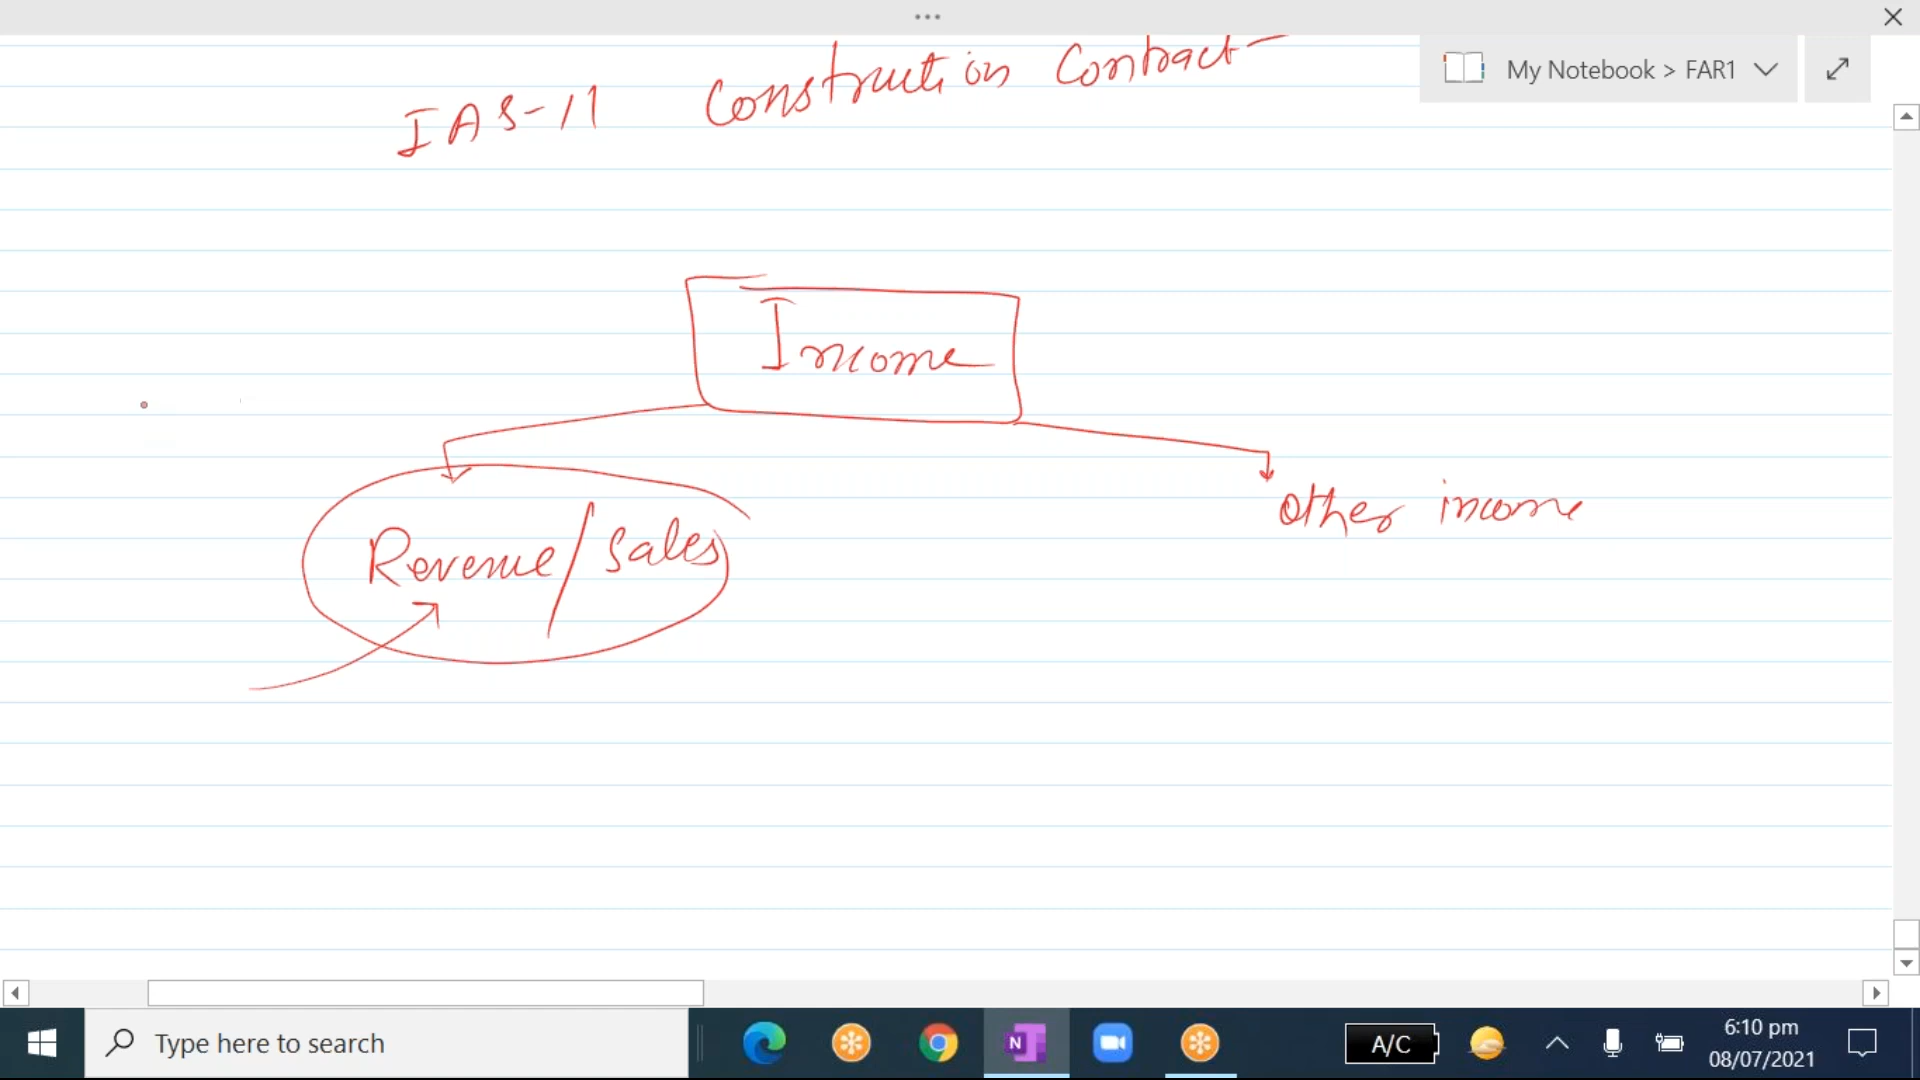 My Notebook > FAR1
IAS-11 Construction Contract
Income
Revenue/Sales
Other income
Type here to search
N
A/C
6:10 pm
08/07/2021